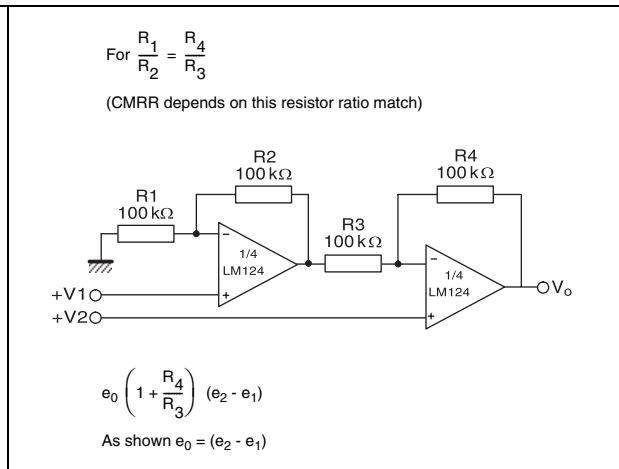 For R1/R2 = R4/R3
(CMRR depends on this resistor ratio match)
R2
100 kΩ
R4
100 kΩ
R1
100 kΩ
R3
100 kΩ
–
1/4
LM124
+
–
1/4
LM124
+
+V1
+V2
Vo
e0 (1 + R4/R3) (e2 - e1)
As shown e0 = (e2 - e1)